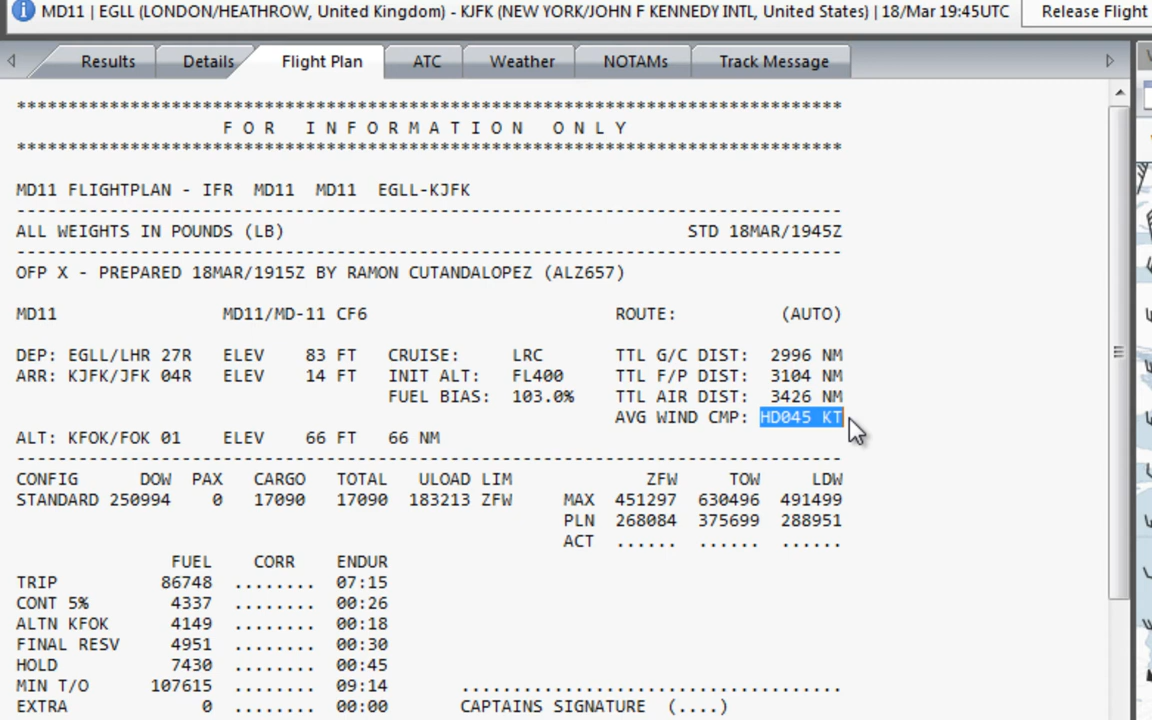 MD11 | EGLL (LONDON/HEATHROW, United Kingdom) - KJFK (NEW YORK/JOHN F KENNEDY INTL, United States) | 18/Mar 19:45UTC Release Flight
Results Details Flight Plan ATC Weather NOTAMs Track Message
********************************************************************************
F O R   I N F O R M A T I O N   O N L Y
********************************************************************************
MD11 FLIGHTPLAN - IFR  MD11  MD11  EGLL-KJFK
--------------------------------------------------------------------------------
ALL WEIGHTS IN POUNDS (LB)                                       STD 18MAR/1945Z
--------------------------------------------------------------------------------
OFP X - PREPARED 18MAR/1915Z BY RAMON CUTANDALOPEZ (ALZ657)
MD11                MD11/MD-11 CF6                        ROUTE:          (AUTO)
DEP: EGLL/LHR 27R   ELEV    83 FT   CRUISE:     LRC       TTL G/C DIST:  2996 NM
ARR: KJFK/JFK 04R   ELEV    14 FT   INIT ALT:   FL400     TTL F/P DIST:  3104 NM
FUEL BIAS:  103.0%    TTL AIR DIST:  3426 NM
AVG WIND CMP: HD045 KT
ALT: KFOK/FOK 01    ELEV    66 FT   66 NM
--------------------------------------------------------------------------------
CONFIG      DOW  PAX   CARGO   TOTAL   ULOAD LIM             ZFW     TOW     LDW
STANDARD 250994    0   17090   17090  183213 ZFW     MAX  451297  630496  491499
PLN  268084  375699  288951
ACT  ......  ......  ......
FUEL    CORR    ENDUR
TRIP          86748  ........  07:15
CONT 5%        4337  ........  00:26
ALTN KFOK      4149  ........  00:18
FINAL RESV     4951  ........  00:30
HOLD           7430  ........  00:45
MIN T/O      107615  ........  09:14       .....................................
EXTRA             0  ........  00:00       CAPTAINS SIGNATURE  (....)